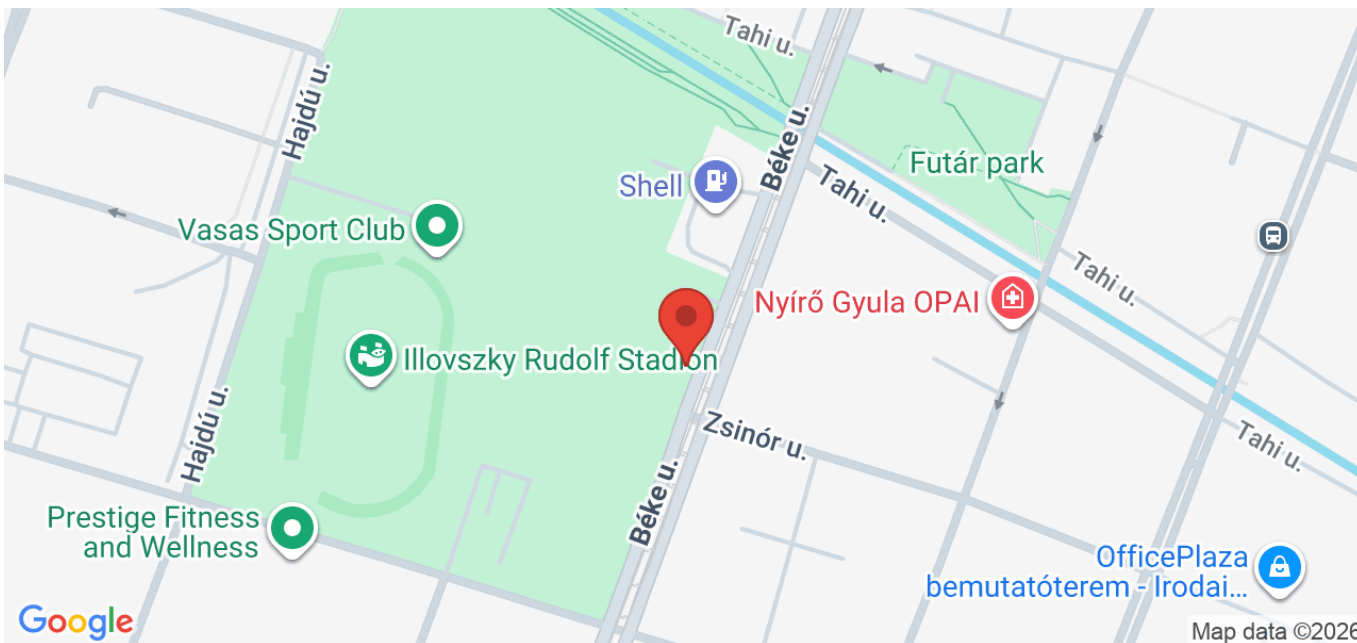 Tahi u.
Hajdú u.
Béke u.
Futár park
Shell
Tahi u.
Vasas Sport Club
Tahi u.
Nyírő Gyula OPAI
Illovszky Rudolf Stadion
Hajdú u.
Zsinór u.
Tahi u.
Béke u.
Prestige Fitness
and Wellness
OfficePlaza
bemutatóterem - Irodai...
Google
Map data ©2026